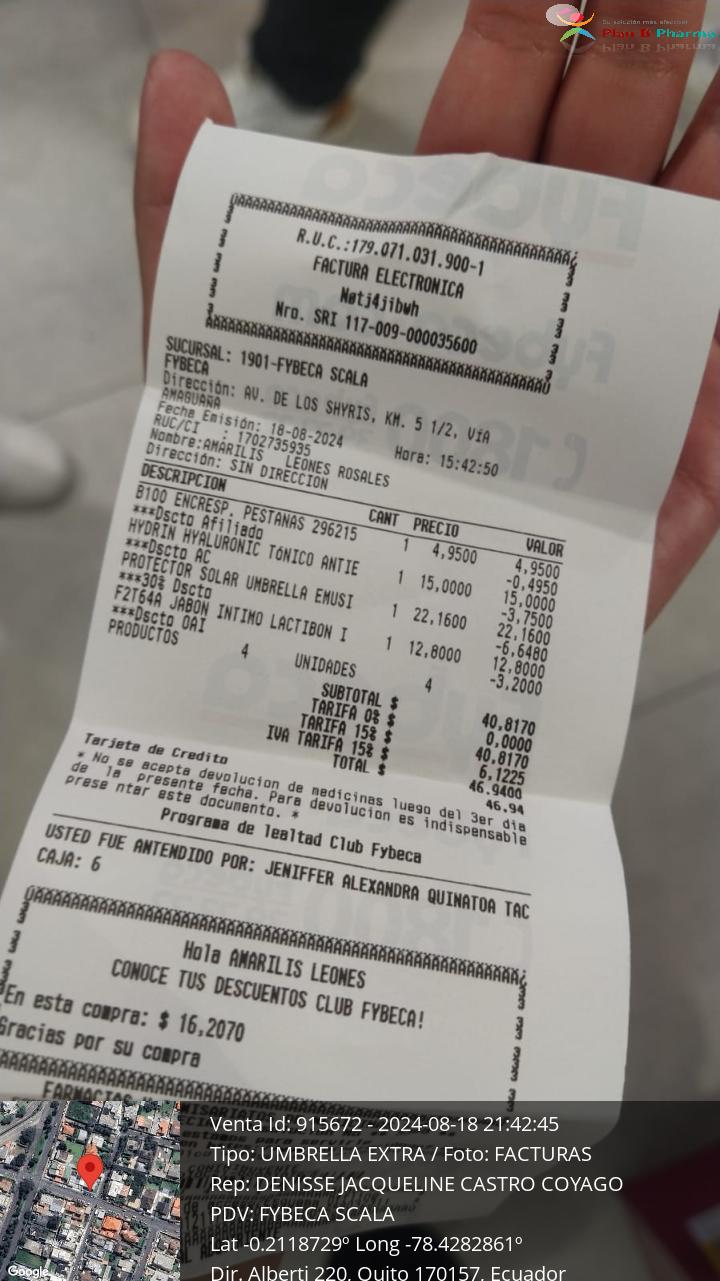 Su solución más efectiva
Plan B Pharma
R.U.C.:179.071.031.900-1
FACTURA ELECTRONICA
Nøtj4jibwh
Nro. SRI 117-009-000035600
SUCURSAL: 1901-FYBECA SCALA
FYBECA
Dirección: AV. DE LOS SHYRIS, KM. 5 1/2, VíA
AMAGUAÑA
Fecha Emisión: 18-08-2024 Hora: 15:42:50
RUC/CI : 1702735935
Nombre:AMARILIS LEONES ROSALES
Dirección: SIN DIRECCION
DESCRIPCION CANT PRECIO VALOR
B100 ENCRESP. PESTANAS 296215 1 4,9500 4,9500
***Dscto Afiliado -0,4950
HYDRIN HYALURONIC TÓNICO ANTIE 1 15,0000 15,0000
***Dscto AC -3,7500
PROTECTOR SOLAR UMBRELLA EMUSI 1 22,1600 22,1600
***30% Dscto -6,6480
F2T64A JABON INTIMO LACTIBON I 1 12,8000 12,8000
***Dscto OAI -3,2000
PRODUCTOS 4 UNIDADES 4
SUBTOTAL $ 40,8170
TARIFA 0% $ 0,0000
TARIFA 15% $ 40,8170
IVA TARIFA 15% $ 6,1225
TOTAL $ 46,9400
Tarjeta de Credito 46,94
* No se acepta devolucion de medicinas luego del 3er dia
de la presente fecha. Para devolucion es indispensable
prese ntar este documento. *
Programa de lealtad Club Fybeca
USTED FUE ANTENDIDO POR: JENIFFER ALEXANDRA QUINATOA TAC
CAJA: 6
Hola AMARILIS LEONES
CONOCE TUS DESCUENTOS CLUB FYBECA!
En esta compra: $ 16,2070
Gracias por su compra
Venta Id: 915672 - 2024-08-18 21:42:45
Tipo: UMBRELLA EXTRA / Foto: FACTURAS
Rep: DENISSE JACQUELINE CASTRO COYAGO
PDV: FYBECA SCALA
Lat -0.2118729º Long -78.4282861º
Dir. Alberti 220, Quito 170157, Ecuador
Google